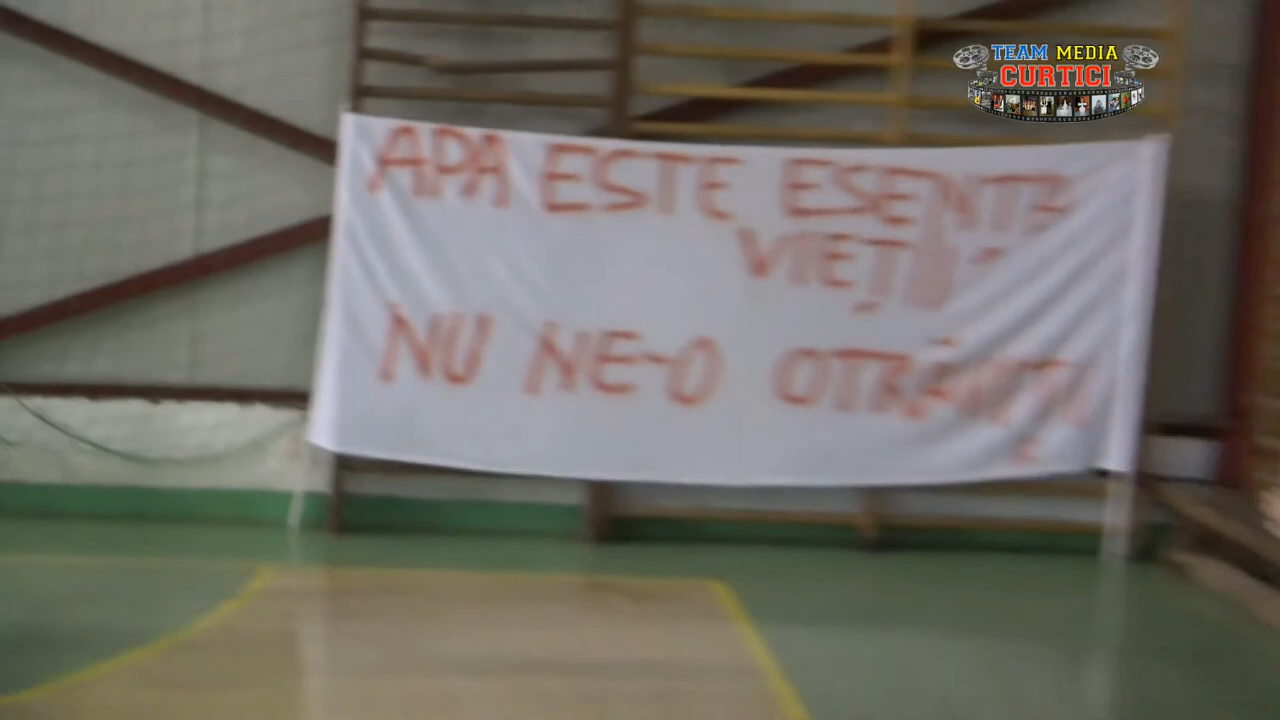 TEAM MEDIA
CURTICI
APA ESTE ESENȚA
VIEȚII
NU NE-O OTRĂVIȚI